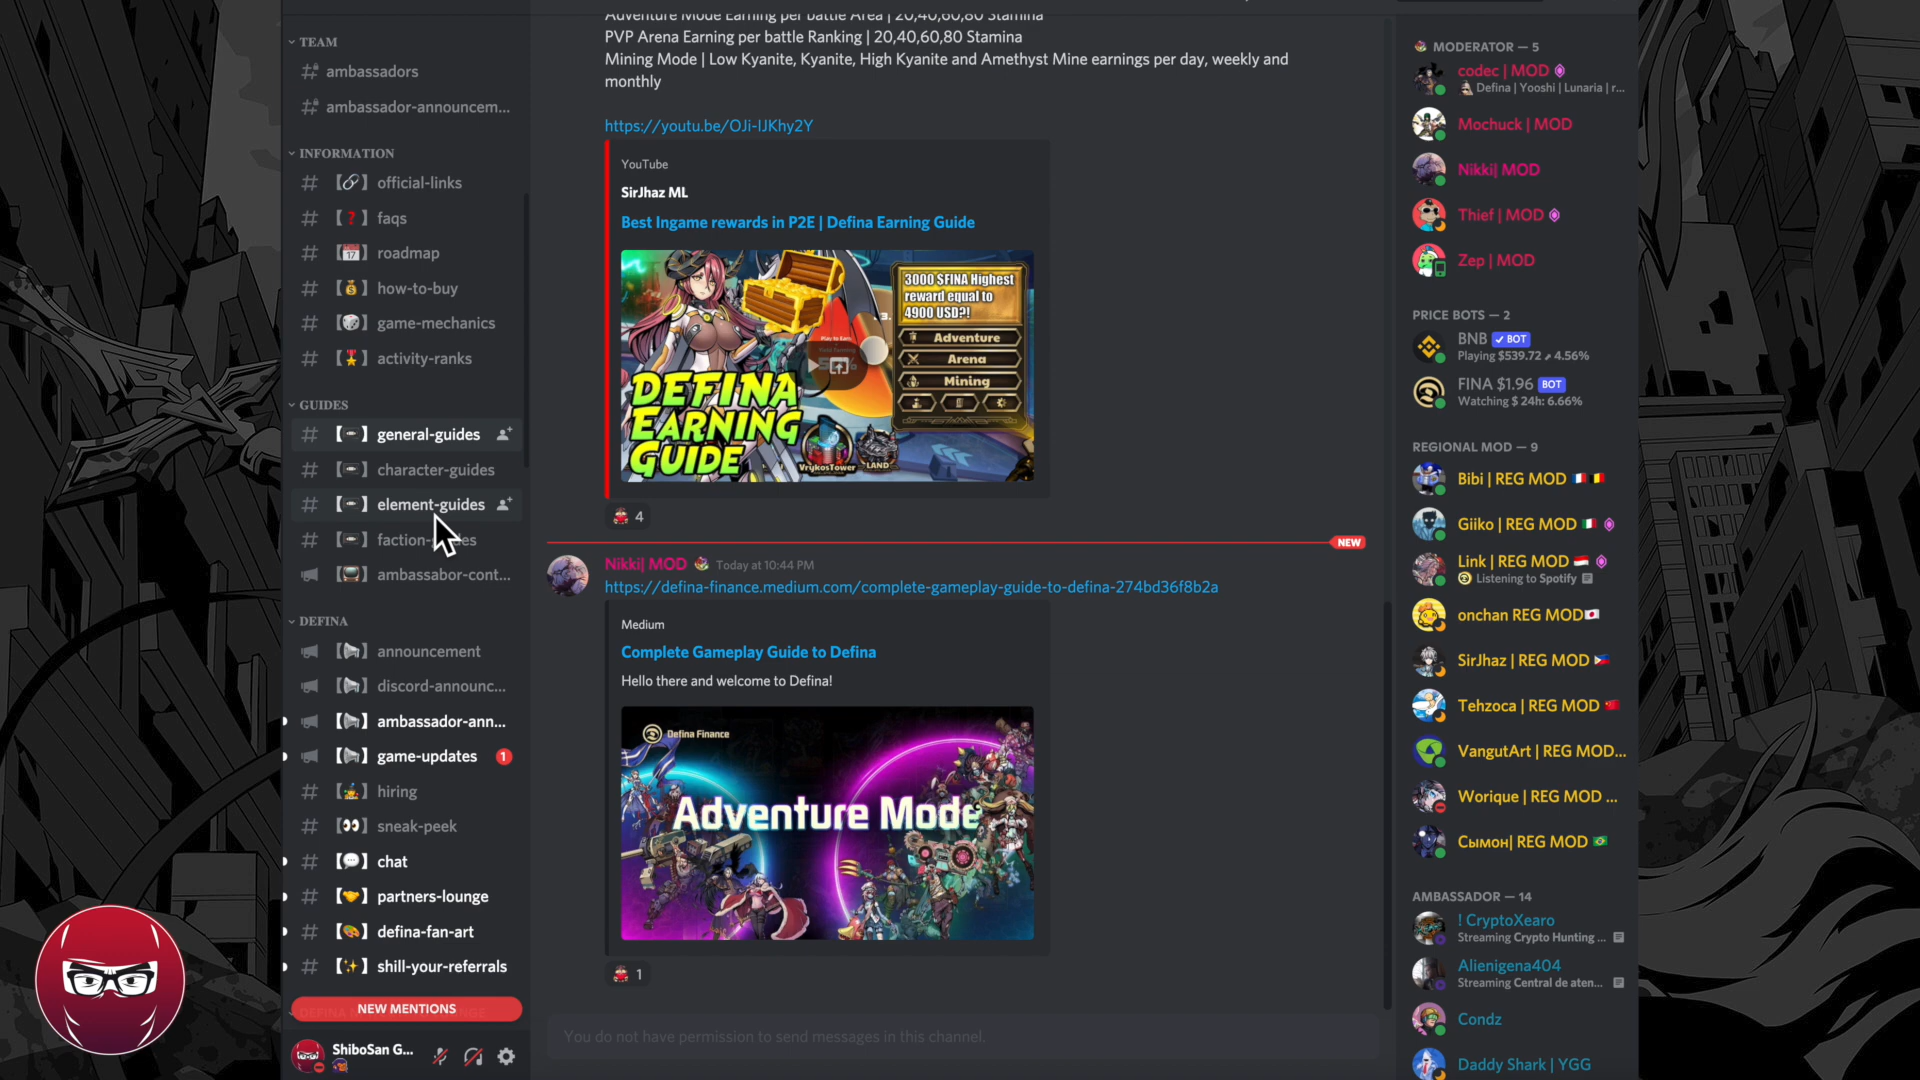 TEAM
ambassadors
ambassador-announcem...
INFORMATION
【🔗】 official-links
【❓】 faqs
【📅】 roadmap
【💰】 how-to-buy
【🎲】 game-mechanics
【🎖】 activity-ranks
GUIDES
general-guides
character-guides
element-guides
faction-
ambassabor-cont...
DEFINA
announcement
discord-announc...
ambassador-ann...
game-updates 1
hiring
【👀】 sneak-peek
【💬】 chat
partners-lounge
【🎨】 defina-fan-art
【✨】 shill-your-referrals
NEW MENTIONS
ShiboSan G...
Adventure Mode Earning per battle Area | 20,40,60,80 Stamina
PVP Arena Earning per battle Ranking | 20,40,60,80 Stamina
Mining Mode | Low Kyanite, Kyanite, High Kyanite and Amethyst Mine earnings per day, weekly and
monthly
https://youtu.be/OJi-IJKhy2Y
YouTube
SirJhaz ML
Best Ingame rewards in P2E | Defina Earning Guide
3000 $FINA Highest
reward equal to
4900 USD?!
Adventure
Arena
Mining
Play to Earn
DEFINA
EARNING
GUIDE
VrykosTower
LAND
4
NEW
Nikki| MOD Today at 10:44 PM
https://defina-finance.medium.com/complete-gameplay-guide-to-defina-274bd36f8b2a
Medium
Complete Gameplay Guide to Defina
Hello there and welcome to Defina!
Defina Finance
Adventure Mode
1
You do not have permission to send messages in this channel.
MODERATOR — 5
codec | MOD
Defina | Yooshi | Lunaria | r...
Mochuck | MOD
Nikki| MOD
Thief | MOD
Zep | MOD
PRICE BOTS — 2
BNB ✓ BOT
Playing $539.72 ⬈ 4.56%
FINA $1.96 BOT
Watching $ 24h: 6.66%
REGIONAL MOD — 9
Bibi | REG MOD 🇫🇷 🇧🇪
Giiko | REG MOD 🇮🇹
Link | REG MOD 🇮🇩
Listening to Spotify
onchan REG MOD🇯🇵
SirJhaz | REG MOD 🇵🇭
Tehzoca | REG MOD 🇨🇳
VangutArt | REG MOD...
Worique | REG MOD ...
Сымон| REG MOD 🇧🇷
AMBASSADOR — 14
! CryptoXearo
Streaming Crypto Hunting ...
Alienigena404
Streaming Central de aten...
Condz
Daddy Shark | YGG